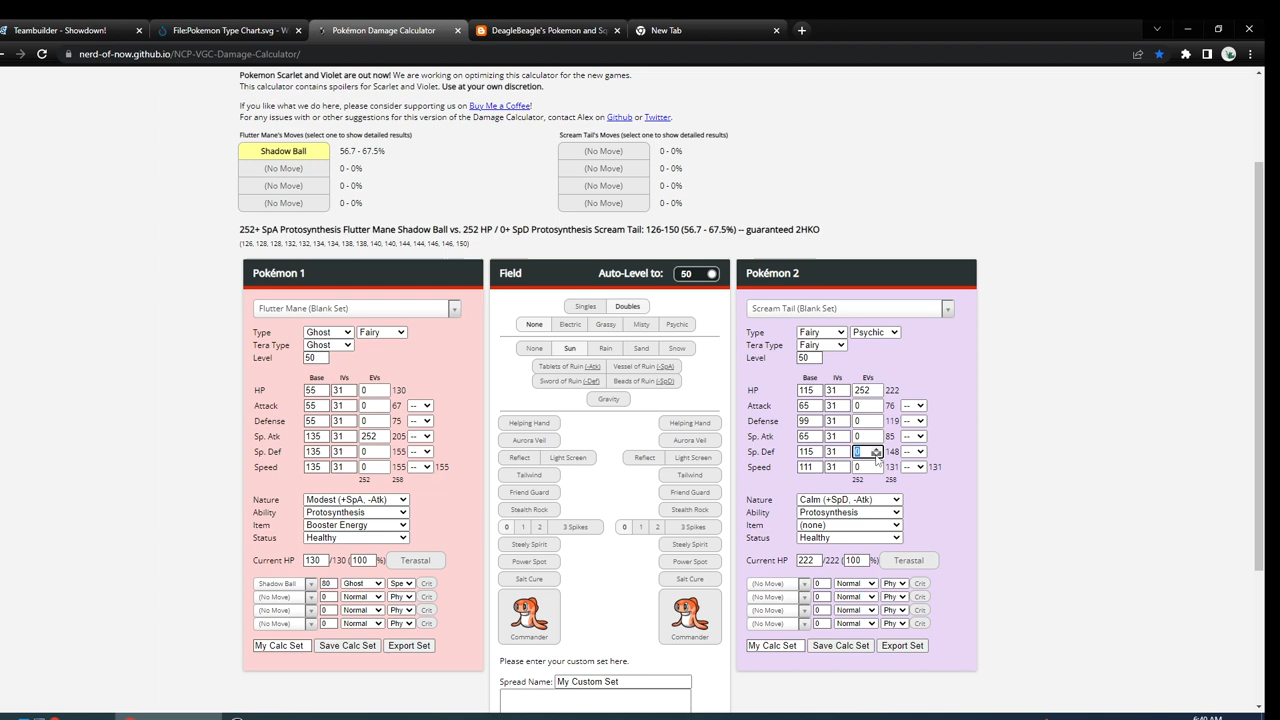 Teambuilder - Showdown! File:Pokemon Type Chart.svg - W Pokémon Damage Calculator DeagleBeagle's Pokemon and Sq New Tab
nerd-of-now.github.io/NCP-VGC-Damage-Calculator/
Pokemon Scarlet and Violet are out now! We are working on optimizing this calculator for the new games.
This calculator contains spoilers for Scarlet and Violet. Use at your own discretion.
If you like what we do here, please consider supporting us on Buy Me a Coffee!
For any issues with or other suggestions for this version of the Damage Calculator, contact Alex on Github or Twitter.
Flutter Mane's Moves (select one to show detailed results) Scream Tail's Moves (select one to show detailed results)
Shadow Ball 56.7 - 67.5% (No Move) 0 - 0%
(No Move) 0 - 0% (No Move) 0 - 0%
(No Move) 0 - 0% (No Move) 0 - 0%
(No Move) 0 - 0% (No Move) 0 - 0%
252+ SpA Protosynthesis Flutter Mane Shadow Ball vs. 252 HP / 0+ SpD Protosynthesis Scream Tail: 126-150 (56.7 - 67.5%) -- guaranteed 2HKO
(126, 128, 128, 132, 132, 134, 134, 138, 138, 140, 140, 144, 144, 146, 146, 150)
Pokémon 1
Flutter Mane (Blank Set)
Type Ghost Fairy
Tera Type Ghost
Level 50
Base IVs EVs
HP 55 31 0 130
Attack 55 31 0 67 --
Defense 55 31 0 75 --
Sp. Atk 135 31 252 205 --
Sp. Def 135 31 0 155 --
Speed 135 31 0 155 -- 155
252 258
Nature Modest (+SpA, -Atk)
Ability Protosynthesis
Item Booster Energy
Status Healthy
Current HP 130 /130 (100 %) Terastal
Shadow Ball 80 Ghost Spe Crit
(No Move) 0 Normal Phy Crit
(No Move) 0 Normal Phy Crit
(No Move) 0 Normal Phy Crit
My Calc Set Save Calc Set Export Set
Field Auto-Level to: 50
Singles Doubles
None Electric Grassy Misty Psychic
None Sun Rain Sand Snow
Tablets of Ruin (-Atk) Vessel of Ruin (-SpA)
Sword of Ruin (-Def) Beads of Ruin (-SpD)
Gravity
Helping Hand Helping Hand
Aurora Veil Aurora Veil
Reflect Light Screen Reflect Light Screen
Tailwind Tailwind
Friend Guard Friend Guard
Stealth Rock Stealth Rock
0 1 2 3 Spikes 0 1 2 3 Spikes
Steely Spirit Steely Spirit
Power Spot Power Spot
Salt Cure Salt Cure
Commander Commander
Please enter your custom set here.
Spread Name: My Custom Set
Pokémon 2
Scream Tail (Blank Set)
Type Fairy Psychic
Tera Type Fairy
Level 50
Base IVs EVs
HP 115 31 252 222
Attack 65 31 0 76 --
Defense 99 31 0 119 --
Sp. Atk 65 31 0 85 --
Sp. Def 115 31 0 148 --
Speed 111 31 0 131 -- 131
252 258
Nature Calm (+SpD, -Atk)
Ability Protosynthesis
Item (none)
Status Healthy
Current HP 222 /222 (100 %) Terastal
(No Move) 0 Normal Phy Crit
(No Move) 0 Normal Phy Crit
(No Move) 0 Normal Phy Crit
(No Move) 0 Normal Phy Crit
My Calc Set Save Calc Set Export Set